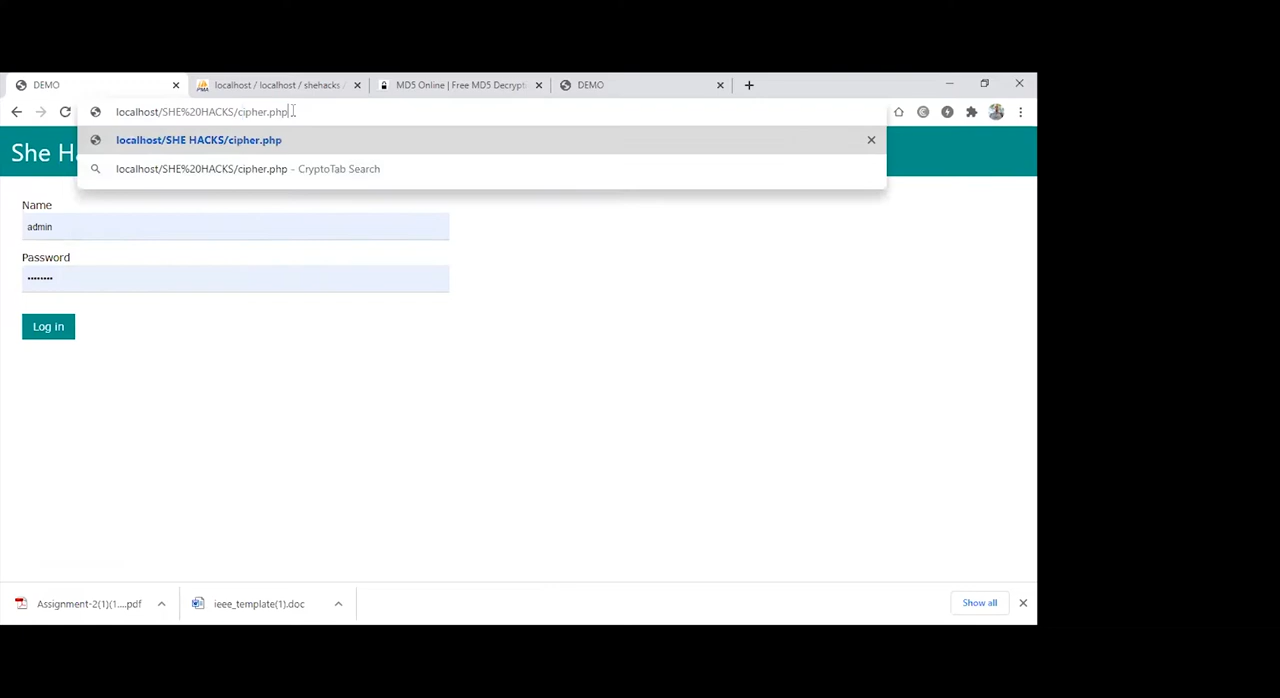 DEMO
localhost / localhost / shehacks /
MD5 Online | Free MD5 Decrypt
DEMO
localhost/SHE%20HACKS/cipher.php
localhost/SHE HACKS/cipher.php
localhost/SHE%20HACKS/cipher.php - CryptoTab Search
She Ha
Name
admin
Password
••••••••
Log in
Assignment-2(1)(1....pdf
ieee_template(1).doc
Show all